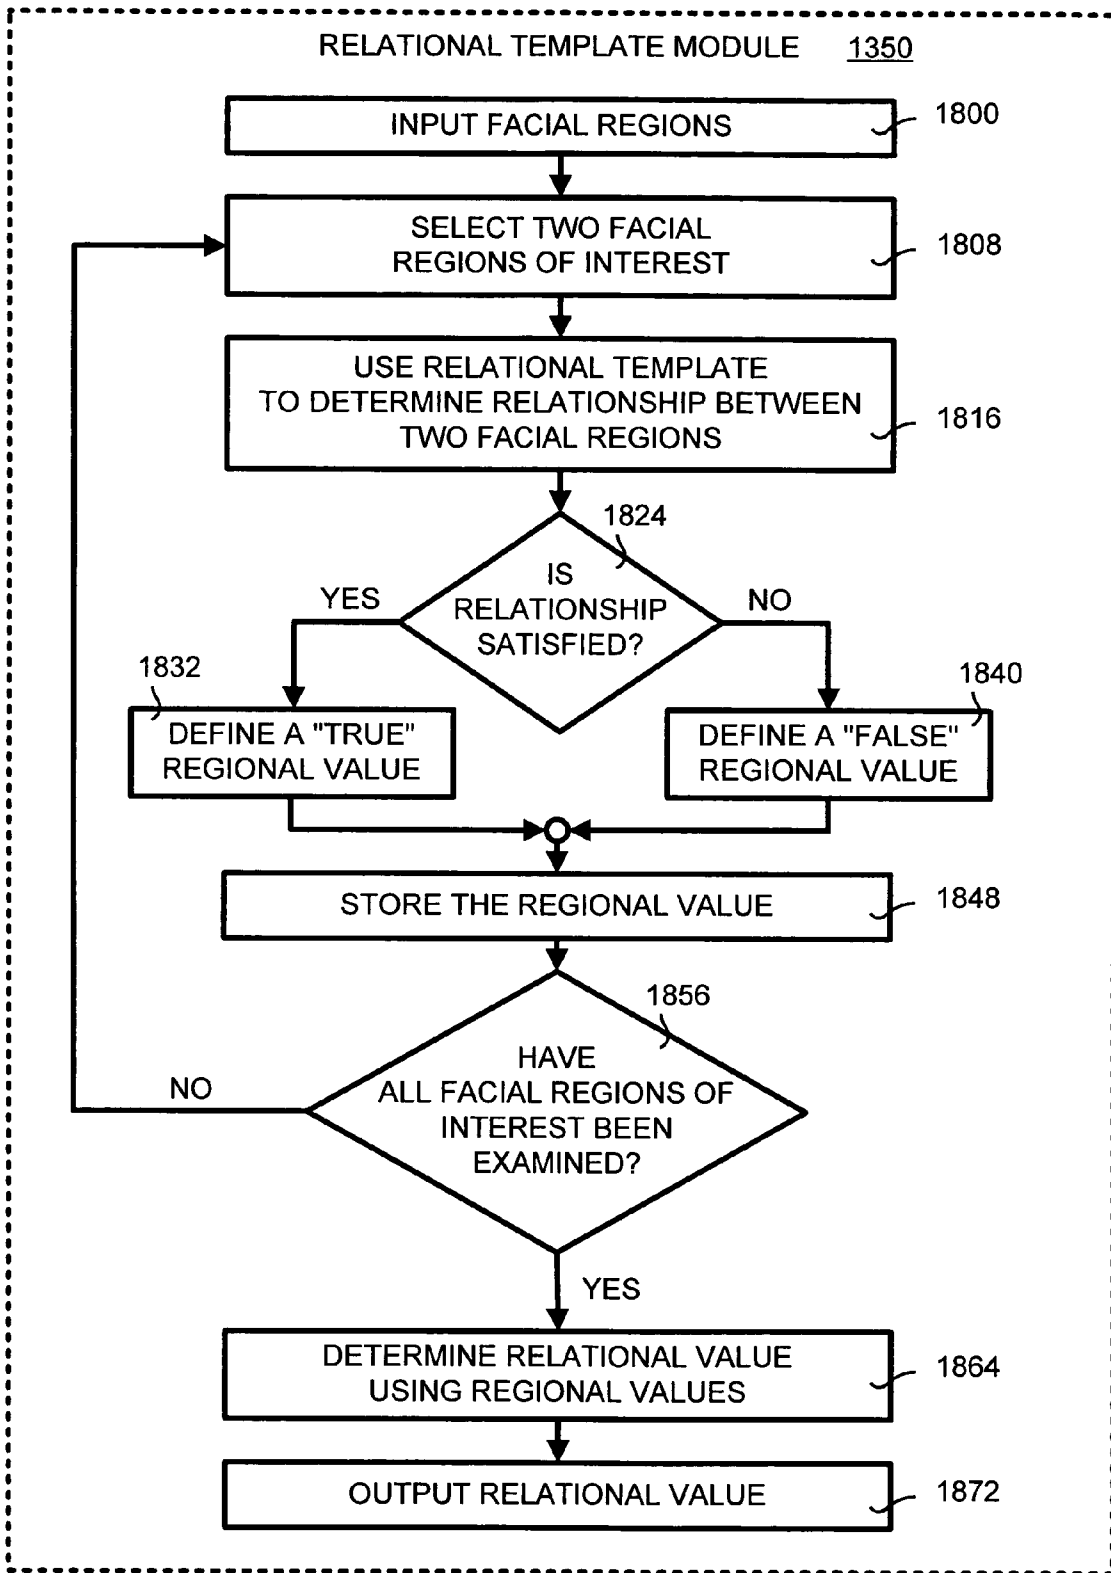 RELATIONAL TEMPLATE MODULE 1350
INPUT FACIAL REGIONS
1800
SELECT TWO FACIAL
REGIONS OF INTEREST
1808
USE RELATIONAL TEMPLATE
TO DETERMINE RELATIONSHIP BETWEEN
TWO FACIAL REGIONS
1816
1824
IS
RELATIONSHIP
SATISFIED?
YES
NO
1832
DEFINE A "TRUE"
REGIONAL VALUE
1840
DEFINE A "FALSE"
REGIONAL VALUE
STORE THE REGIONAL VALUE
1848
1856
HAVE
ALL FACIAL REGIONS OF
INTEREST BEEN
EXAMINED?
NO
YES
DETERMINE RELATIONAL VALUE
USING REGIONAL VALUES
1864
OUTPUT RELATIONAL VALUE
1872